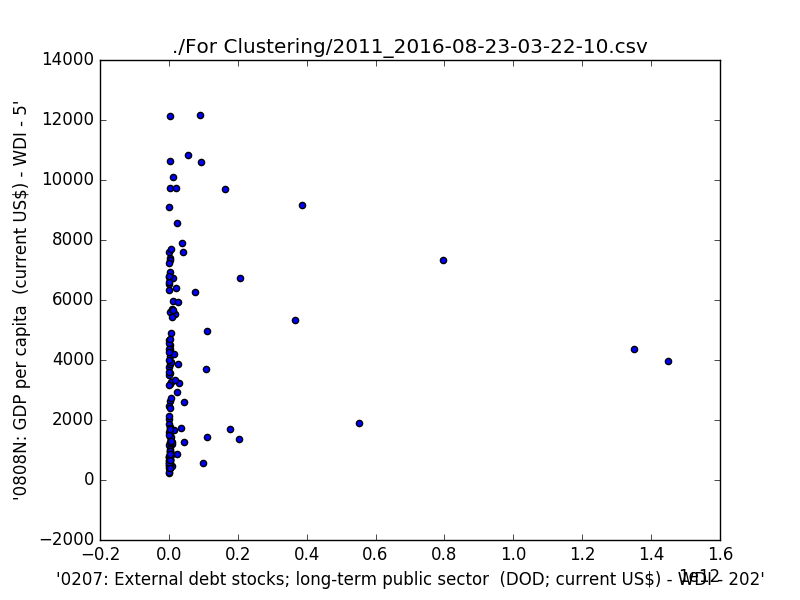 ./For Clustering/2011_2016-08-23-03-22-10.csv
14000
12000
10000
8000
6000
4000
2000
0
−2000
−0.2 0.0 0.2 0.4 0.6 0.8 1.0 1.2 1.4 1.6
1e12
'0207: External debt stocks; long-term public sector (DOD; current US$) - WDI - 202'
'0808N: GDP per capita (current US$) - WDI - 5'